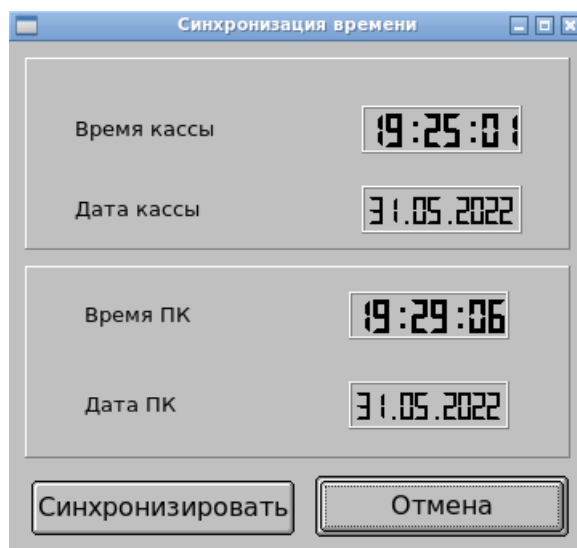 Синхронизация времени
Время кассы 19:25:01
Дата кассы 31.05.2022
Время ПК 19:29:06
Дата ПК 31.05.2022
Синхронизировать Отмена